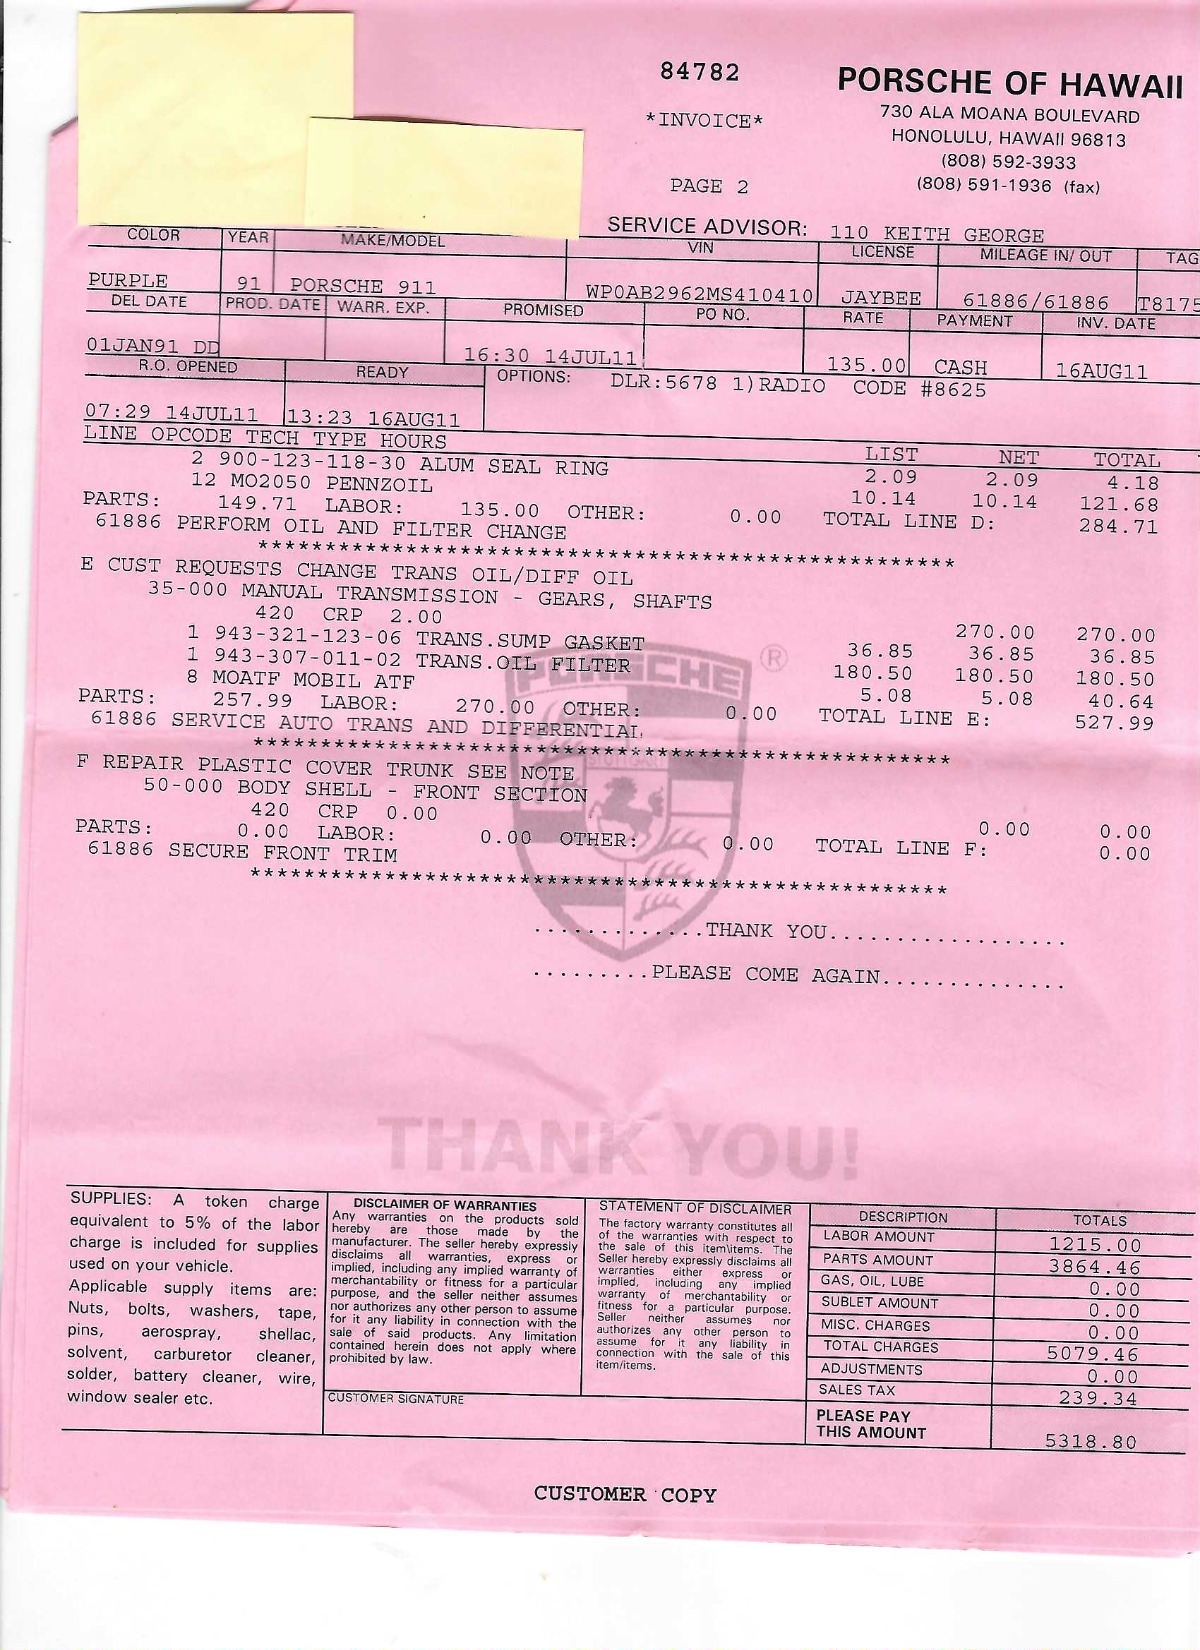 84782
PORSCHE OF HAWAII
*INVOICE*
730 ALA MOANA BOULEVARD
HONOLULU, HAWAII 96813
(808) 592-3933
PAGE 2
(808) 591-1936 (fax)
SERVICE ADVISOR: 110 KEITH GEORGE
COLOR YEAR MAKE/MODEL VIN LICENSE MILEAGE IN/ OUT TAG
PURPLE 91 PORSCHE 911 WP0AB2962MS410410 JAYBEE 61886/61886 T8175
DEL DATE PROD. DATE WARR. EXP. PROMISED PO NO. RATE PAYMENT INV. DATE
01JAN91 DD 16:30 14JUL11 135.00 CASH 16AUG11
R.O. OPENED READY OPTIONS: DLR:5678 1)RADIO CODE #8625
07:29 14JUL11 13:23 16AUG11
LINE OPCODE TECH TYPE HOURS LIST NET TOTAL
2 900-123-118-30 ALUM SEAL RING 2.09 2.09 4.18
12 MO2050 PENNZOIL 10.14 10.14 121.68
PARTS: 149.71 LABOR: 135.00 OTHER: 0.00 TOTAL LINE D: 284.71
61886 PERFORM OIL AND FILTER CHANGE
****************************************************
E CUST REQUESTS CHANGE TRANS OIL/DIFF OIL
35-000 MANUAL TRANSMISSION - GEARS, SHAFTS
420 CRP 2.00 270.00 270.00
1 943-321-123-06 TRANS.SUMP GASKET 36.85 36.85 36.85
1 943-307-011-02 TRANS.OIL FILTER 180.50 180.50 180.50
8 MOATF MOBIL ATF 5.08 5.08 40.64
PARTS: 257.99 LABOR: 270.00 OTHER: 0.00 TOTAL LINE E: 527.99
61886 SERVICE AUTO TRANS AND DIFFERENTIAL
****************************************************
F REPAIR PLASTIC COVER TRUNK SEE NOTE
50-000 BODY SHELL - FRONT SECTION
420 CRP 0.00 0.00 0.00
PARTS: 0.00 LABOR: 0.00 OTHER: 0.00 TOTAL LINE F: 0.00
61886 SECURE FRONT TRIM
****************************************************
PORSCHE ®
.............THANK YOU..................
.........PLEASE COME AGAIN..............
THANK YOU!
SUPPLIES: A token charge
equivalent to 5% of the labor
charge is included for supplies
used on your vehicle.
Applicable supply items are:
Nuts, bolts, washers, tape,
pins, aerospray, shellac,
solvent, carburetor cleaner,
solder, battery cleaner, wire,
window sealer etc.
DISCLAIMER OF WARRANTIES
Any warranties on the products sold
hereby are those made by the
manufacturer. The seller hereby expressly
disclaims all warranties, express or
implied, including any implied warranty of
merchantability or fitness for a particular
purpose, and the seller neither assumes
nor authorizes any other person to assume
for it any liability in connection with the
sale of said products. Any limitation
contained herein does not apply where
prohibited by law.
CUSTOMER SIGNATURE
STATEMENT OF DISCLAIMER
The factory warranty constitutes all
of the warranties with respect to
the sale of this item\items. The
Seller hereby expressly disclaims all
warranties either express or
implied, including any implied
warranty of merchantability or
fitness for a particular purpose.
Seller neither assumes nor
authorizes any other person to
assume for it any liability in
connection with the sale of this
item/items.
DESCRIPTION TOTALS
LABOR AMOUNT 1215.00
PARTS AMOUNT 3864.46
GAS, OIL, LUBE 0.00
SUBLET AMOUNT 0.00
MISC. CHARGES 0.00
TOTAL CHARGES 5079.46
ADJUSTMENTS 0.00
SALES TAX 239.34
PLEASE PAY
THIS AMOUNT 5318.80
CUSTOMER COPY